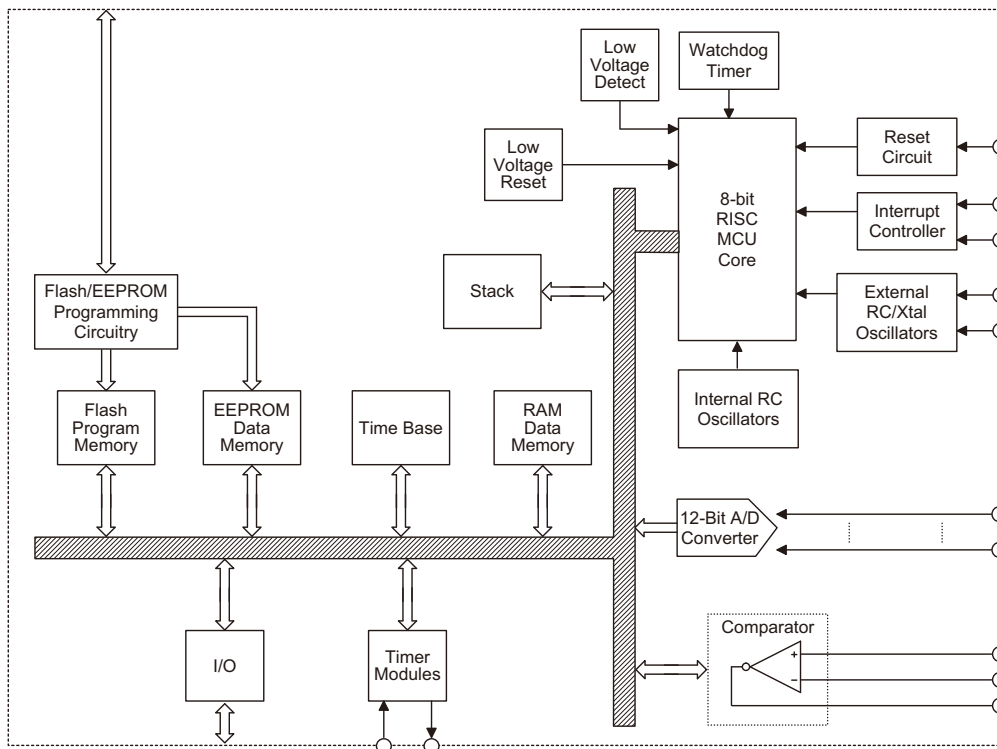 Low
Voltage
Detect
Watchdog
Timer
Low
Voltage
Reset
8-bit
RISC
MCU
Core
Reset
Circuit
Interrupt
Controller
External
RC/Xtal
Oscillators
Stack
Flash/EEPROM
Programming
Circuitry
Internal RC
Oscillators
Flash
Program
Memory
EEPROM
Data
Memory
Time Base
RAM
Data
Memory
12-Bit A/D
Converter
I/O
Timer
Modules
Comparator
+
−